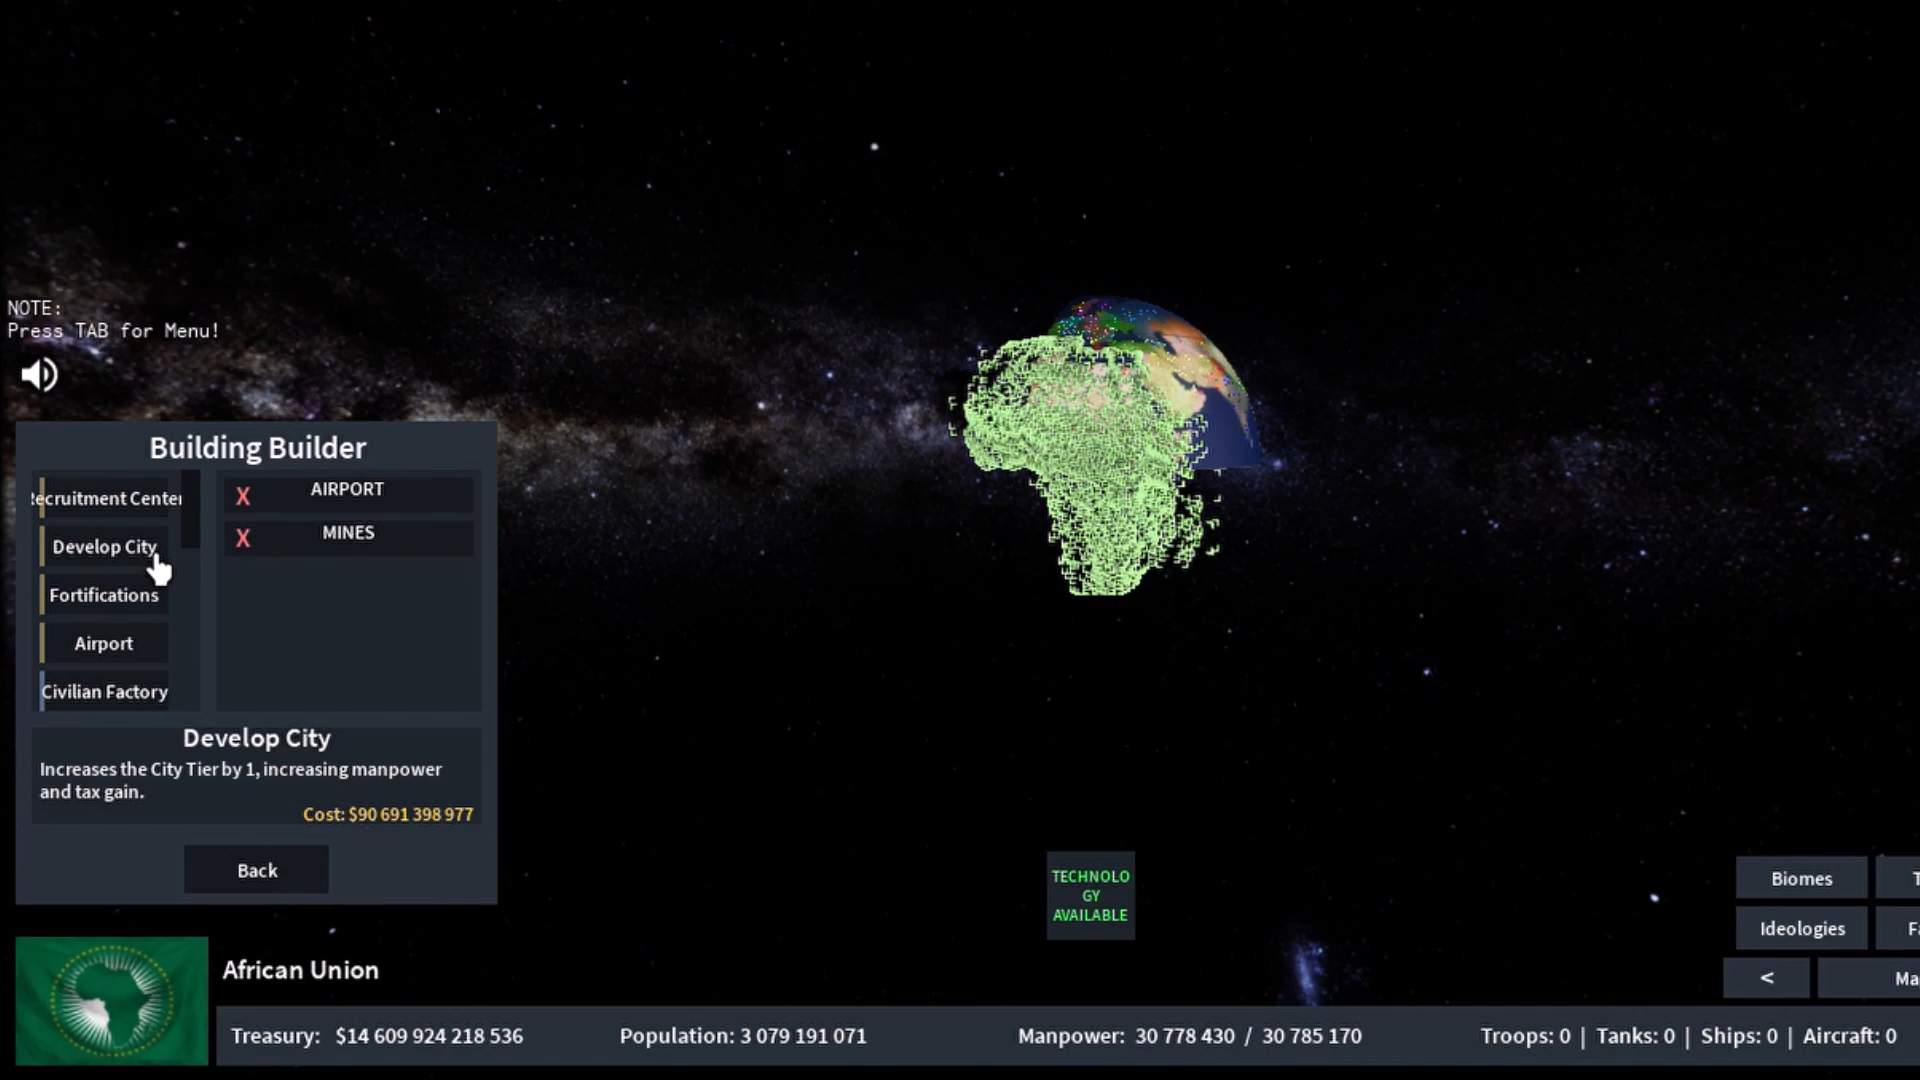 NOTE:
Press TAB for Menu!
Building Builder
Recruitment Center
Develop City
Fortifications
Airport
Civilian Factory
X AIRPORT
X MINES
Develop City
Increases the City Tier by 1, increasing manpower
and tax gain.
Cost: $90 691 398 977
Back
TECHNOLO
GY
AVAILABLE
Biomes
Ideologies
<
African Union
Treasury: $14 609 924 218 536 Population: 3 079 191 071 Manpower: 30 778 430 / 30 785 170 Troops: 0 | Tanks: 0 | Ships: 0 | Aircraft: 0